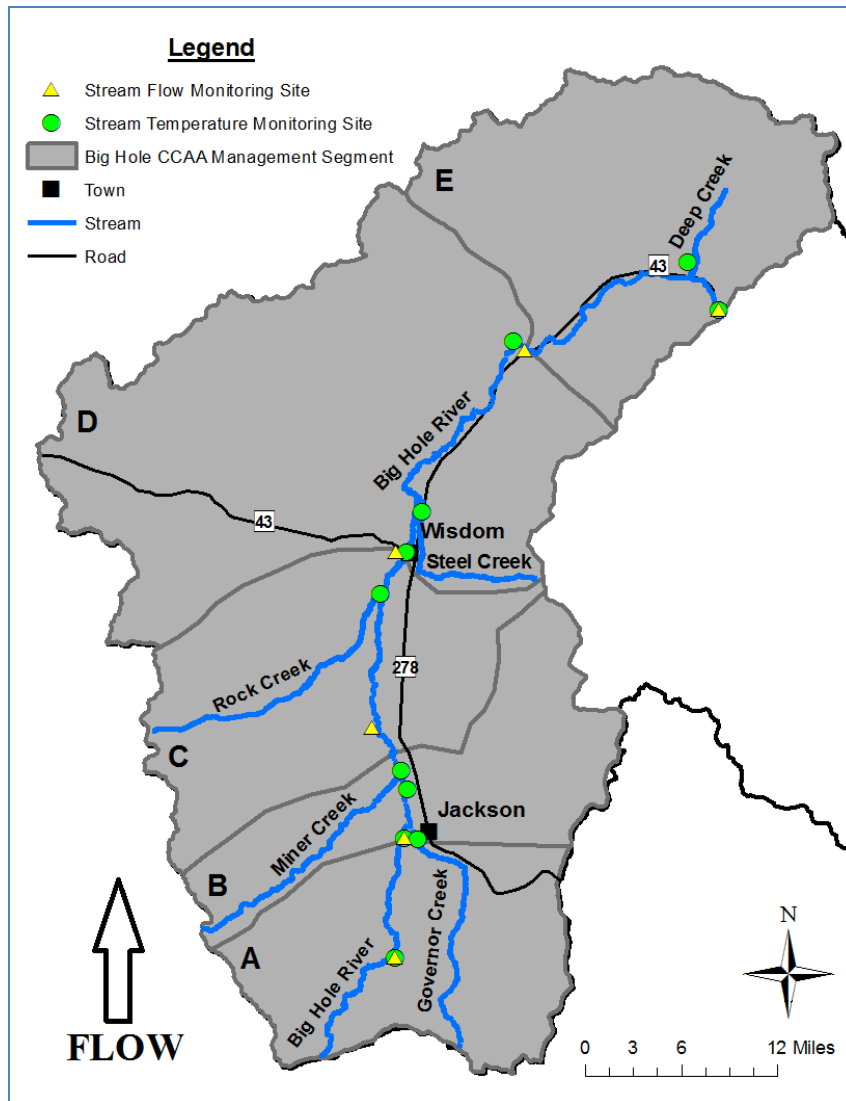 Legend
Stream Flow Monitoring Site
Stream Temperature Monitoring Site
Big Hole CCAA Management Segment
Town
Stream
Road
E
Deep Creek
43
D
Big Hole River
43
Wisdom
Steel Creek
278
Rock Creek
C
Jackson
Miner Creek
B
A
Governor Creek
Big Hole River
N
FLOW
0 3 6 12 Miles